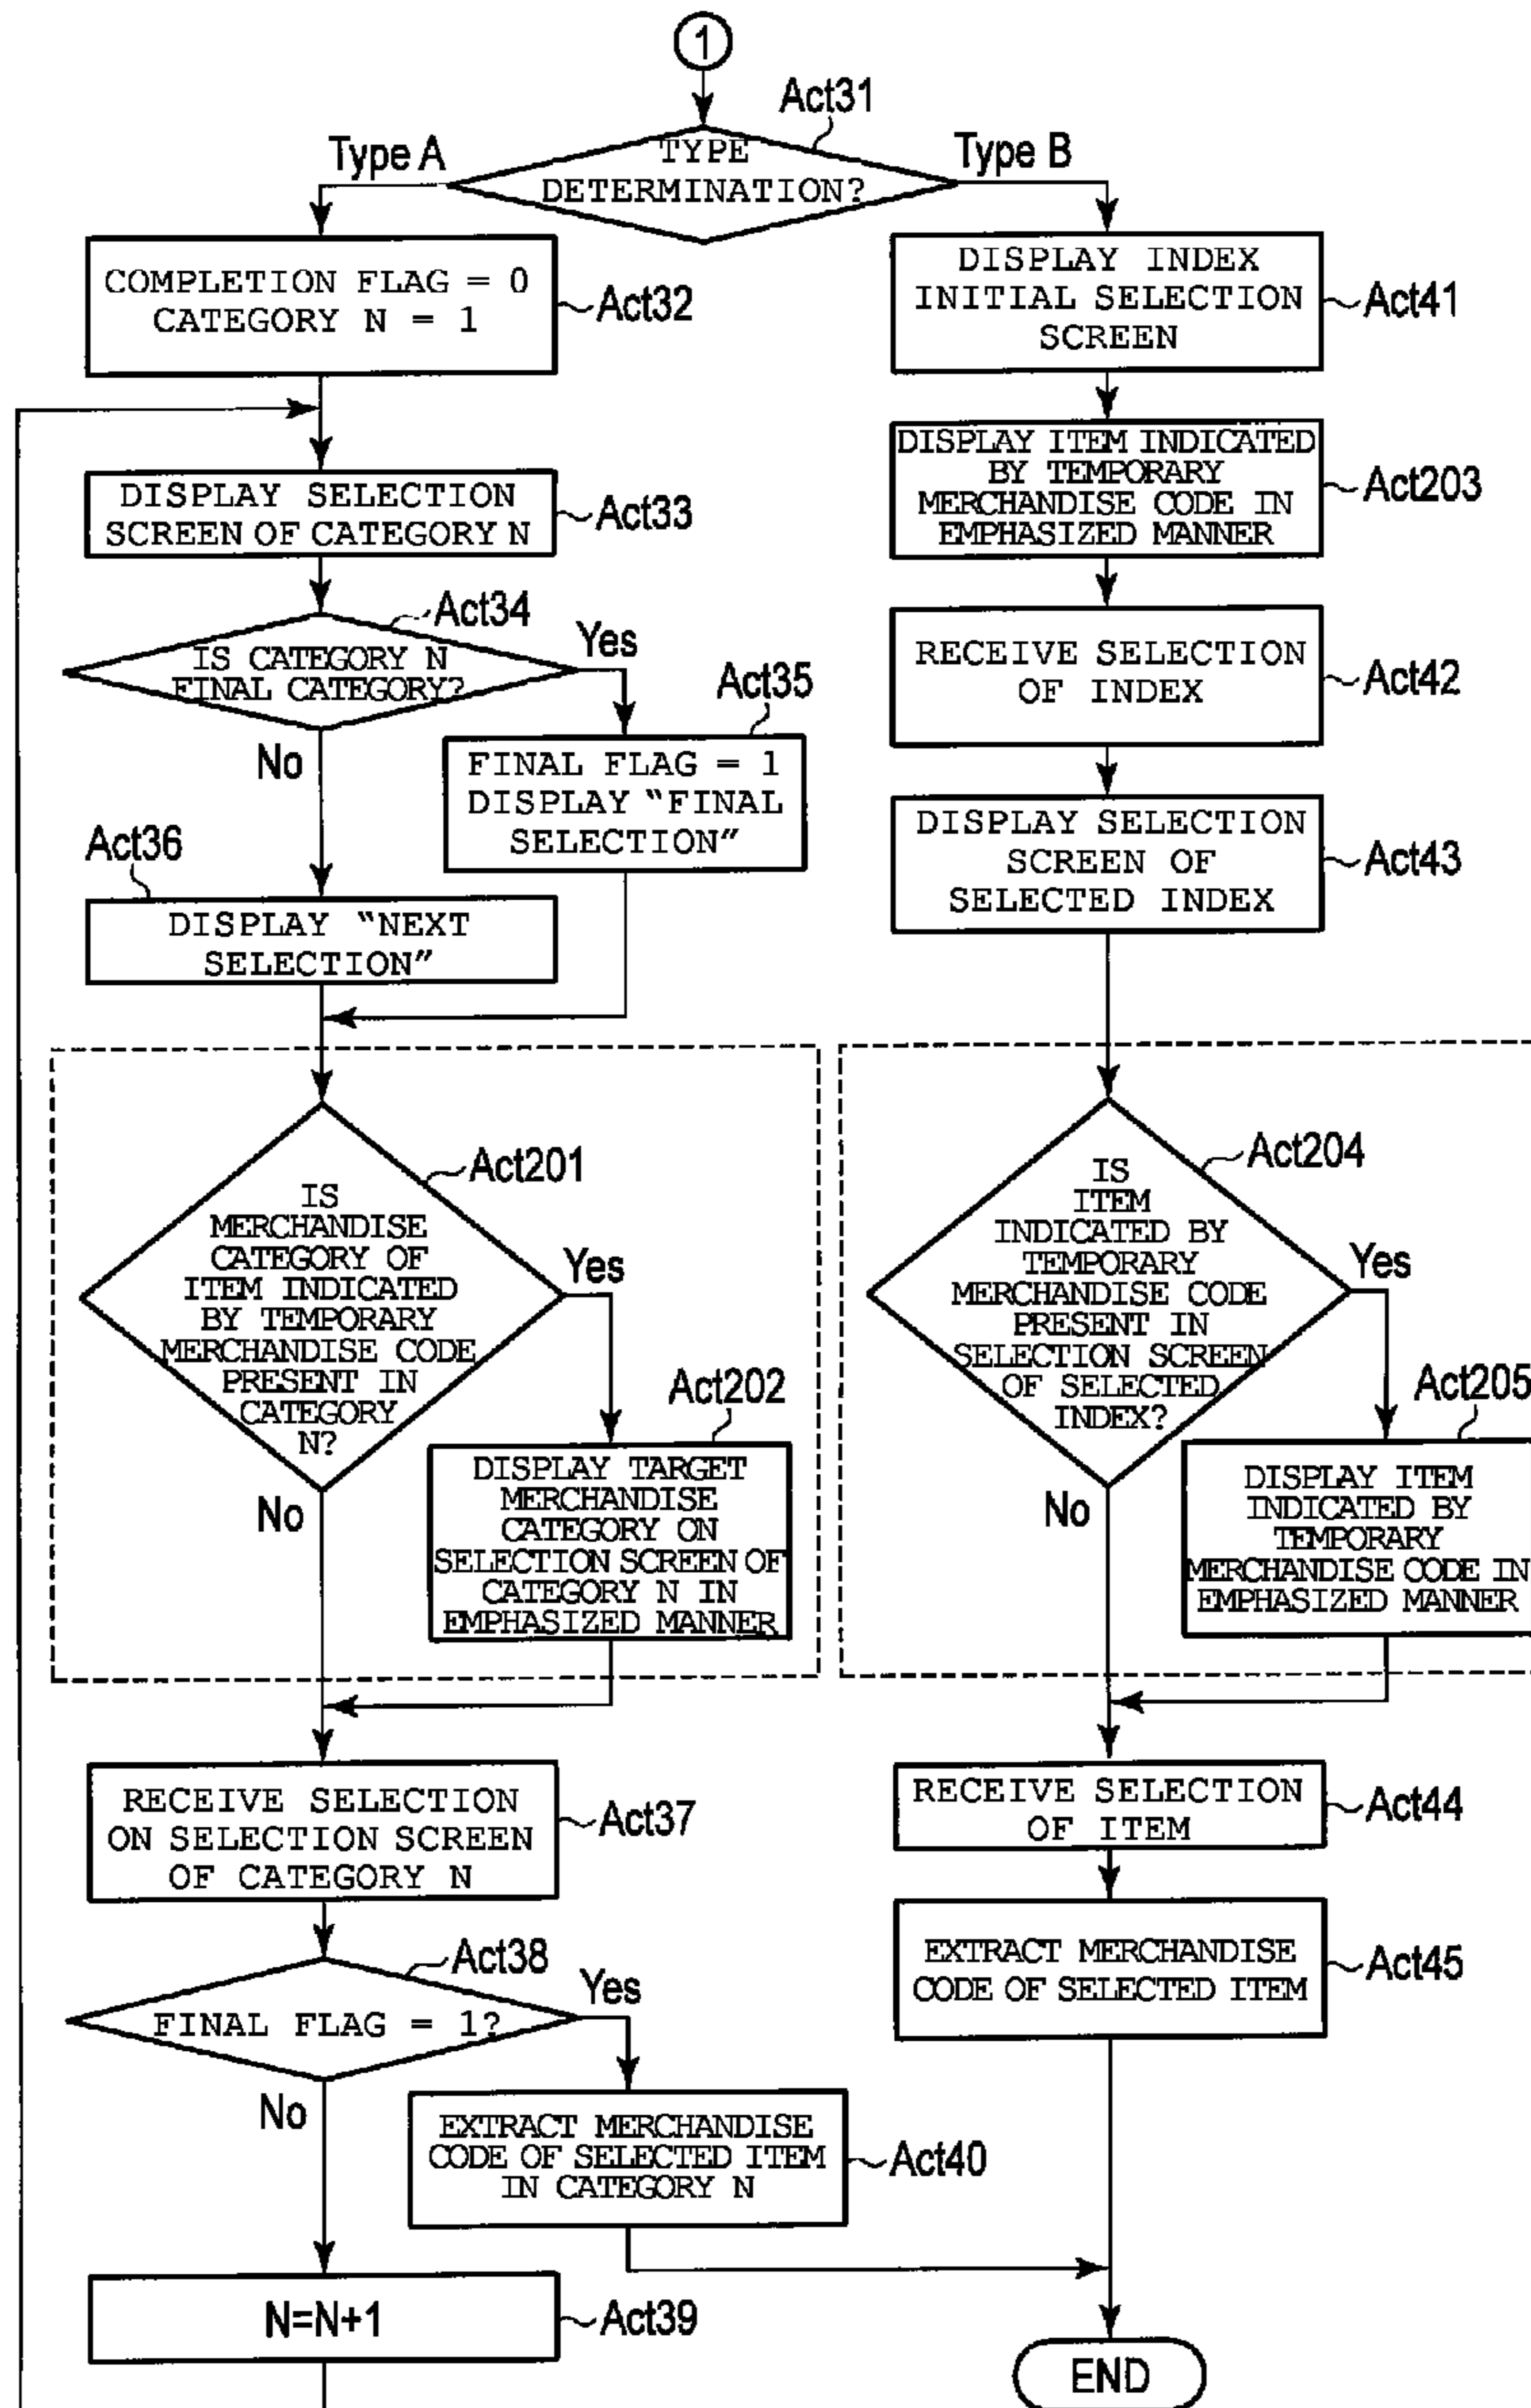 1
Act31
Type A
Type B
TYPE
DETERMINATION?
COMPLETION FLAG = 0
CATEGORY N = 1
Act32
DISPLAY SELECTION
SCREEN OF CATEGORY N
Act33
Act34
IS CATEGORY N
FINAL CATEGORY?
Yes
No
Act35
FINAL FLAG = 1
DISPLAY “FINAL
SELECTION”
Act36
DISPLAY “NEXT
SELECTION”
Act201
IS
MERCHANDISE
CATEGORY OF
ITEM INDICATED
BY TEMPORARY
MERCHANDISE CODE
PRESENT IN
CATEGORY
N?
Yes
No
Act202
DISPLAY TARGET
MERCHANDISE
CATEGORY ON
SELECTION SCREEN OF
CATEGORY N IN
EMPHASIZED MANNER
RECEIVE SELECTION
ON SELECTION SCREEN
OF CATEGORY N
Act37
Act38
FINAL FLAG = 1?
Yes
No
EXTRACT MERCHANDISE
CODE OF SELECTED ITEM
IN CATEGORY N
Act40
N=N+1
Act39
DISPLAY INDEX
INITIAL SELECTION
SCREEN
Act41
DISPLAY ITEM INDICATED
BY TEMPORARY
MERCHANDISE CODE IN
EMPHASIZED MANNER
Act203
RECEIVE SELECTION
OF INDEX
Act42
DISPLAY SELECTION
SCREEN OF
SELECTED INDEX
Act43
Act204
IS
ITEM
INDICATED BY
TEMPORARY
MERCHANDISE CODE
PRESENT IN
SELECTION SCREEN
OF SELECTED
INDEX?
Yes
No
Act205
DISPLAY ITEM
INDICATED BY
TEMPORARY
MERCHANDISE CODE IN
EMPHASIZED MANNER
RECEIVE SELECTION
OF ITEM
Act44
EXTRACT MERCHANDISE
CODE OF SELECTED ITEM
Act45
END